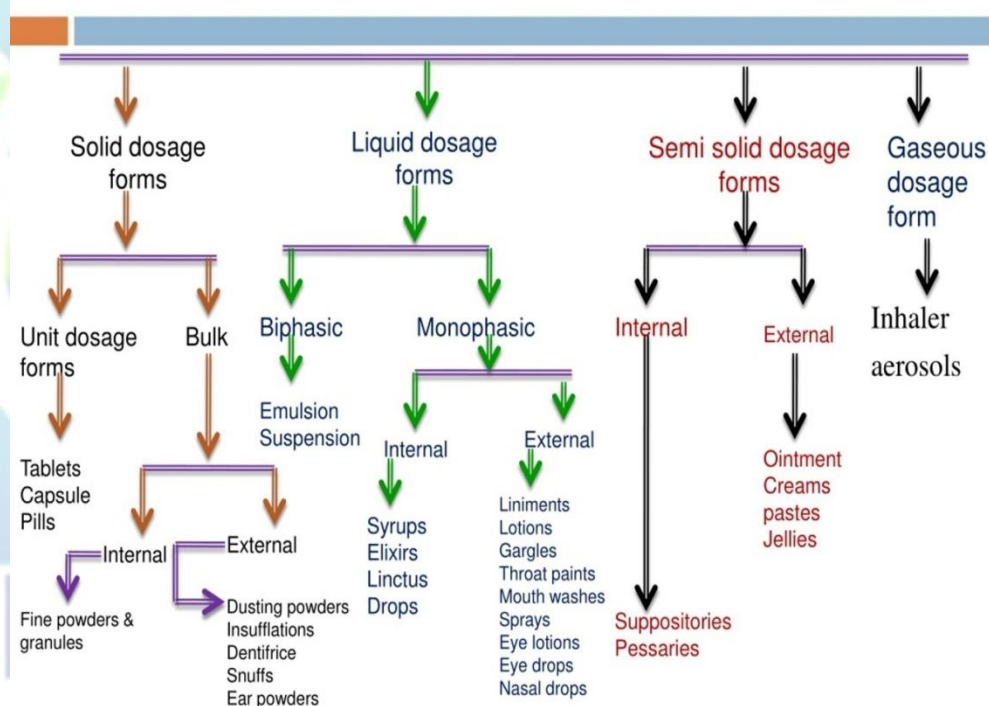 Solid dosage
forms
Liquid dosage
forms
Semi solid dosage
forms
Gaseous
dosage
form
Unit dosage
forms
Bulk
Biphasic
Monophasic
Internal
External
Inhaler
aerosols
Tablets
Capsule
Pills
Emulsion
Suspension
Internal
External
Ointment
Creams
pastes
Jellies
Internal
External
Syrups
Elixirs
Linctus
Drops
Liniments
Lotions
Gargles
Throat paints
Mouth washes
Sprays
Eye lotions
Eye drops
Nasal drops
Fine powders &
granules
Dusting powders
Insufflations
Dentifrice
Snuffs
Ear powders
Suppositories
Pessaries